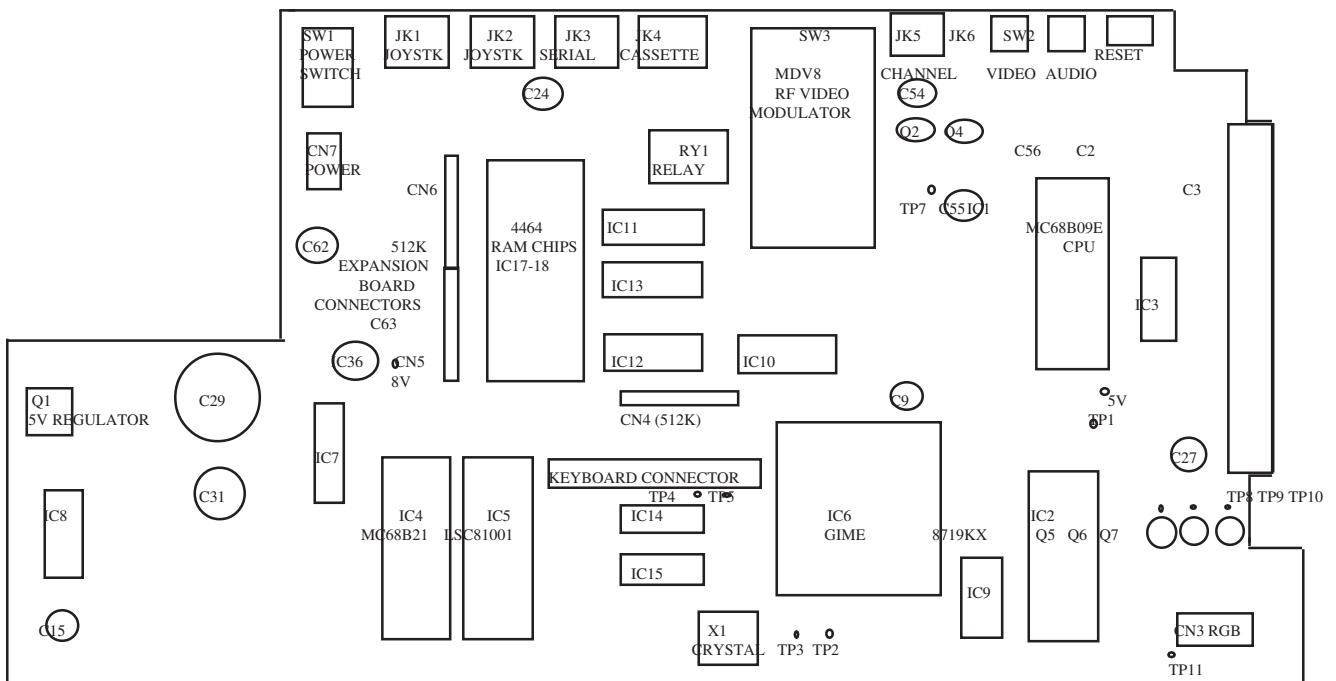 SW1
POWER
SWITCH
JK1
JOYSTK
JK2
JOYSTK
JK3
SERIAL
JK4
CASSETTE
SW3
JK5
JK6
SW2
RESET
CHANNEL
VIDEO
AUDIO
MDV8
RF VIDEO
MODULATOR
C24
C54
Q2
Q4
CN7
POWER
RY1
RELAY
C56
C2
CN6
C3
TP7
C55
IC1
4464
RAM CHIPS
IC17-18
IC11
MC68B09E
CPU
C62
512K
EXPANSION
BOARD
CONNECTORS
C63
IC13
IC3
C36
CN5
8V
IC12
IC10
Q1
5V REGULATOR
C29
C9
5V
TP1
CN4 (512K)
IC7
C27
KEYBOARD CONNECTOR
TP4
TP5
C31
TP8 TP9 TP10
IC8
IC4
MC68B21
IC5
LSC81001
IC14
IC6
GIME
8719KX
IC2
Q5
Q6
Q7
IC15
IC9
C15
X1
CRYSTAL
TP3
TP2
CN3 RGB
TP11